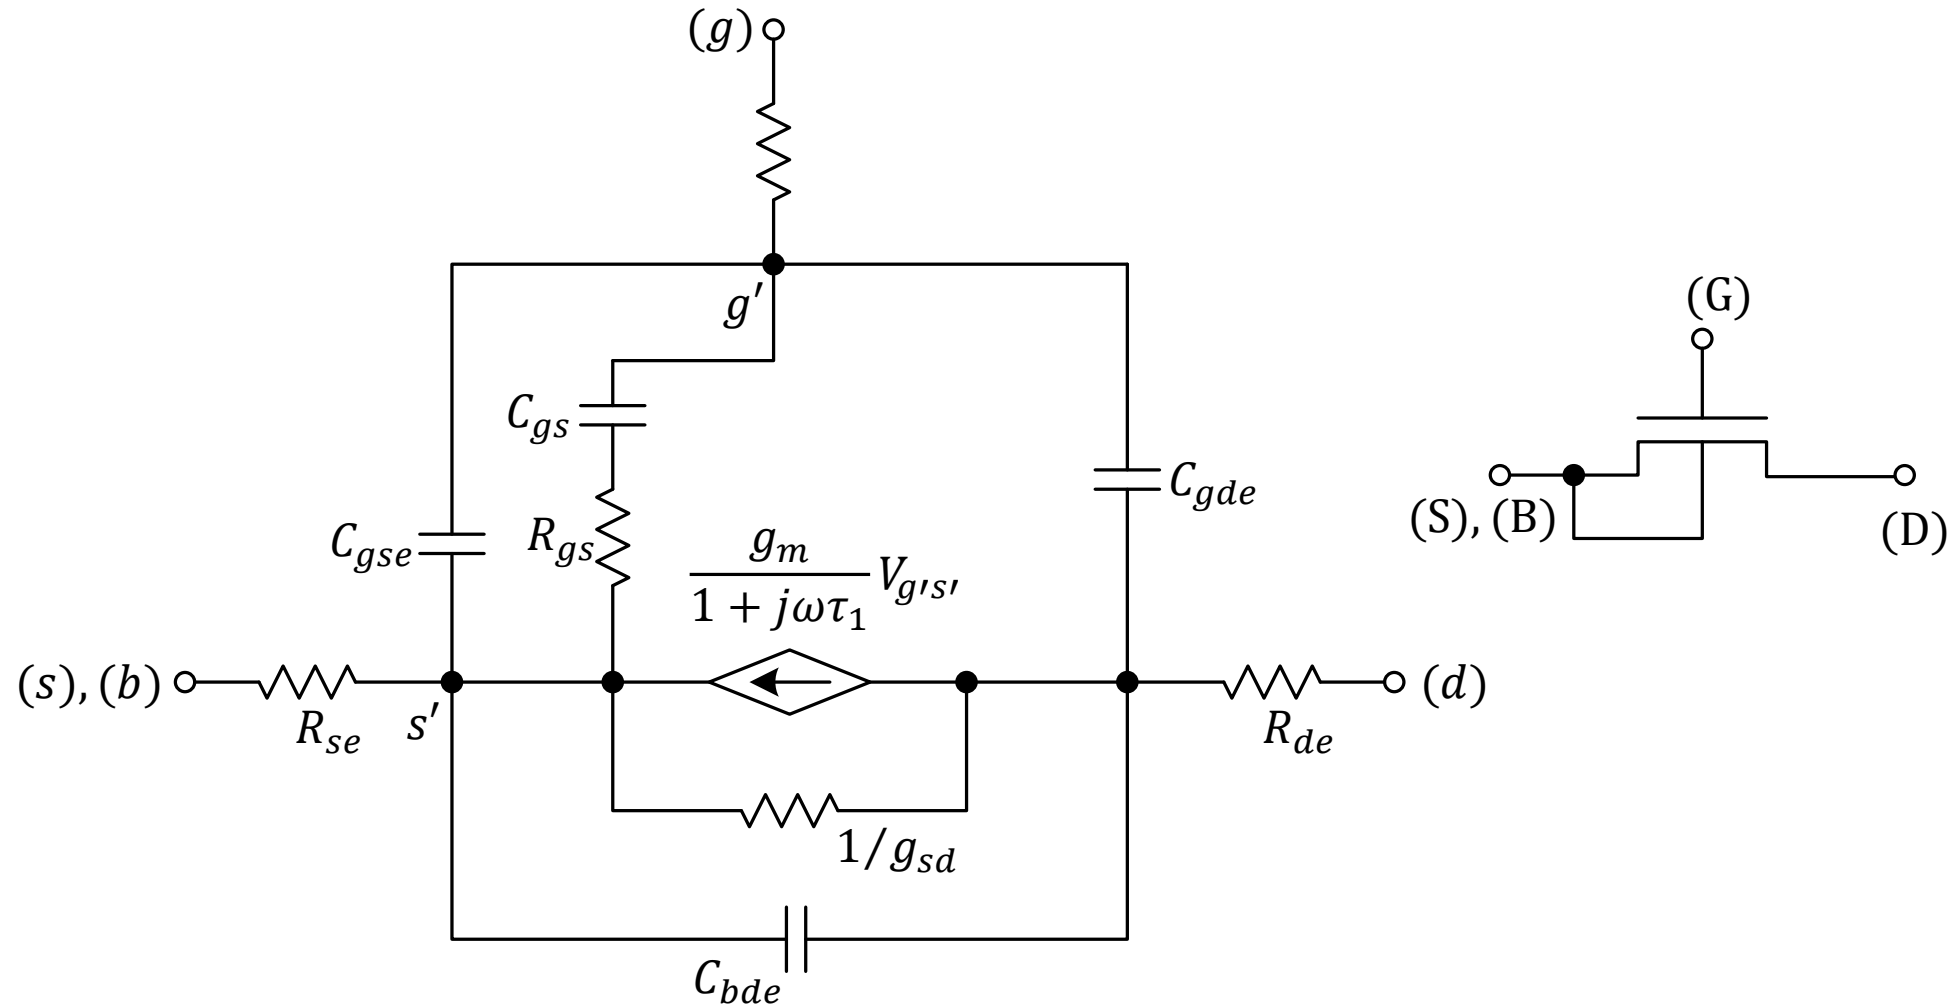 (g)
g′
(G)
C_gs
C_gde
(S), (B)
(D)
C_gse
R_gs
g_m
1 + jωτ_1
V_g′s′
(s), (b)
R_se
s′
R_de
(d)
1/g_sd
C_bde